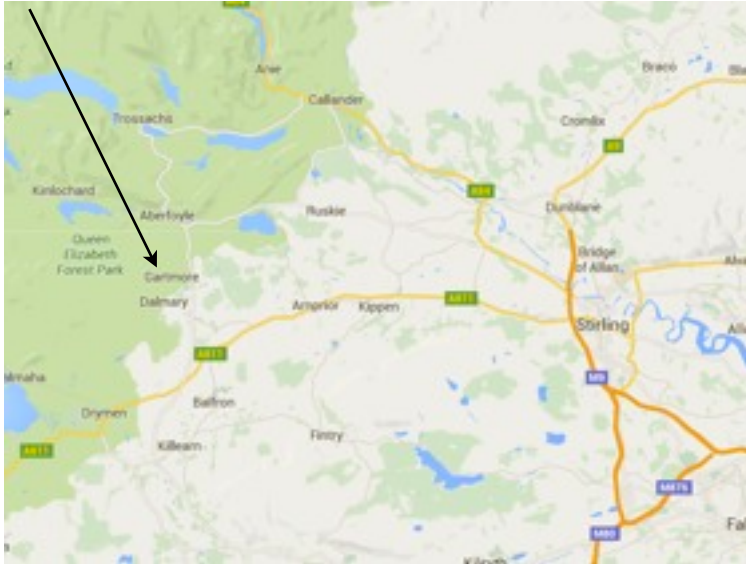 Callander
Braco
Trossachs
Cromlix
A9
Kinlochard
A84
Aberfoyle
Ruskie
Dunblane
Queen
Elizabeth
Forest Park
Bridge
of Allan
Gartmore
Dalmary
Arnprior
Kippen
A811
Stirling
A811
M9
Balfron
Drymen
Fintry
Killearn
A811
M876
M80